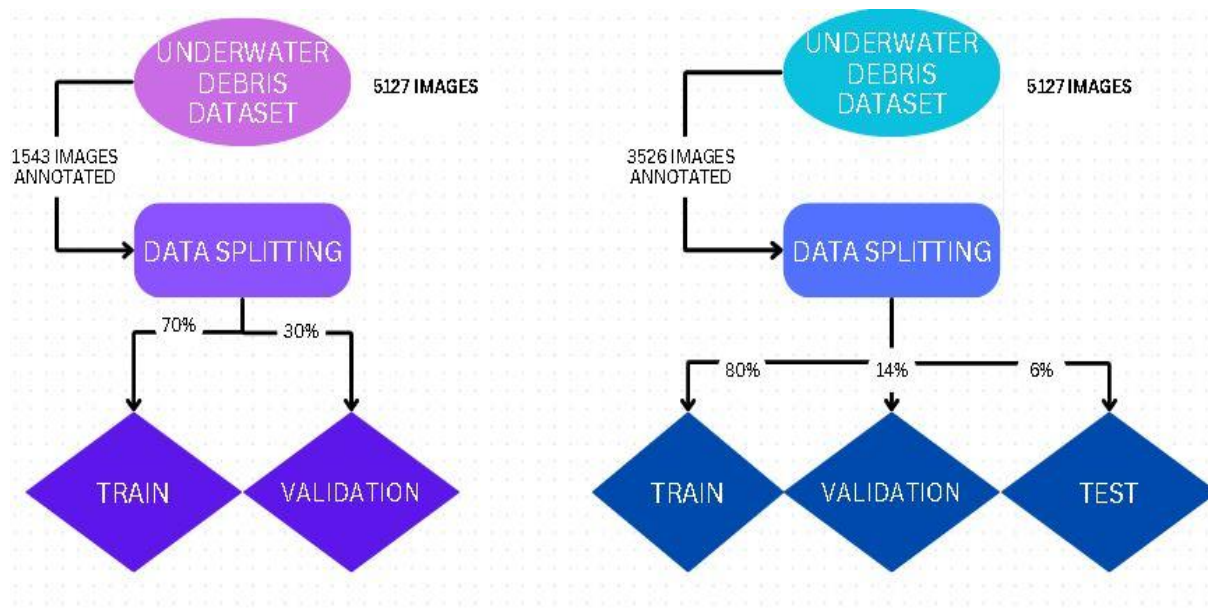 UNDERWATER
DEBRIS
DATASET
5127 IMAGES
1543 IMAGES
ANNOTATED
DATA SPLITTING
70%
30%
TRAIN
VALIDATION
UNDERWATER
DEBRIS
DATASET
5127 IMAGES
3526 IMAGES
ANNOTATED
DATA SPLITTING
80%
14%
6%
TRAIN
VALIDATION
TEST